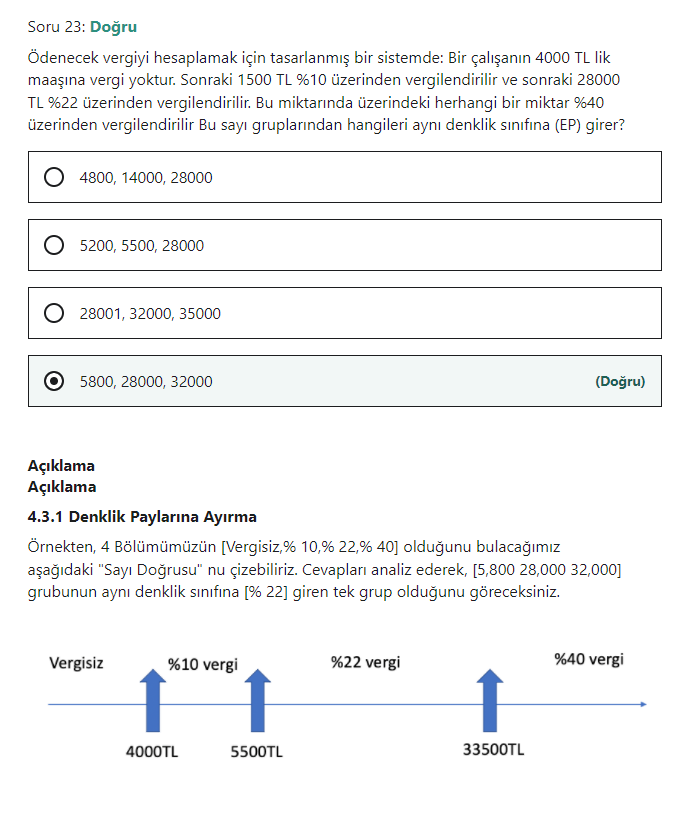 Soru 23: Doğru
Ödenecek vergiyi hesaplamak için tasarlanmış bir sistemde: Bir çalışanın 4000 TL lik
maaşına vergi yoktur. Sonraki 1500 TL %10 üzerinden vergilendirilir ve sonraki 28000
TL %22 üzerinden vergilendirilir. Bu miktarında üzerindeki herhangi bir miktar %40
üzerinden vergilendirilir Bu sayı gruplarından hangileri aynı denklik sınıfına (EP) girer?
4800, 14000, 28000
5200, 5500, 28000
28001, 32000, 35000
5800, 28000, 32000 (Doğru)
Açıklama
Açıklama
4.3.1 Denklik Paylarına Ayırma
Örnekten, 4 Bölümümüzün [Vergisiz,% 10,% 22,% 40] olduğunu bulacağımız
aşağıdaki "Sayı Doğrusu" nu çizebiliriz. Cevapları analiz ederek, [5,800 28,000 32,000]
grubunun aynı denklik sınıfına [% 22] giren tek grup olduğunu göreceksiniz.
Vergisiz %10 vergi %22 vergi %40 vergi
4000TL 5500TL 33500TL